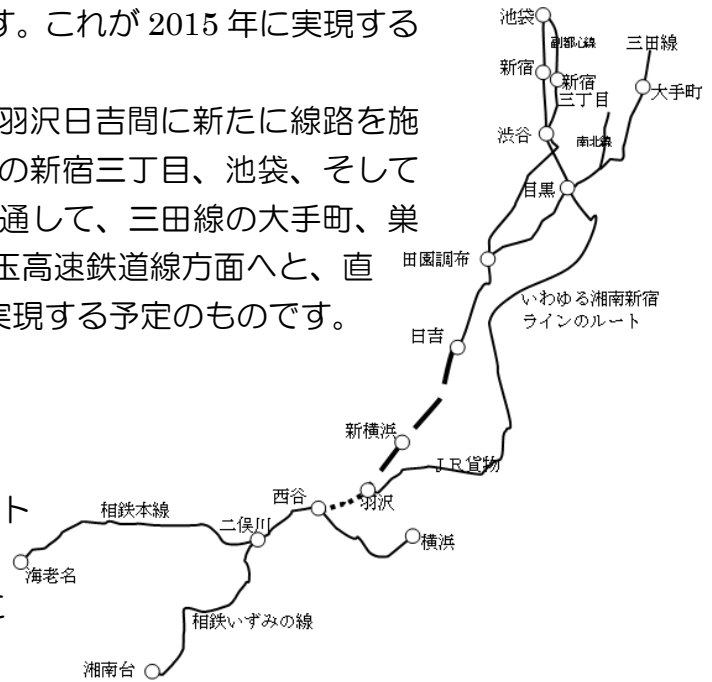 す。これが 2015 年に実現する
羽沢日吉間に新たに線路を施
の新宿三丁目、池袋、そして
通して、三田線の大手町、巣
玉高速鉄道線方面へと、直
実現する予定のものです。
ト
池袋
副都心線
三田線
新宿
新宿
三丁目
大手町
渋谷
南北線
目黒
田園調布
いわゆる湘南新宿
ラインのルート
日吉
新横浜
JR貨物
羽沢
西谷
横浜
相鉄本線
二俣川
海老名
相鉄いずみの線
湘南台